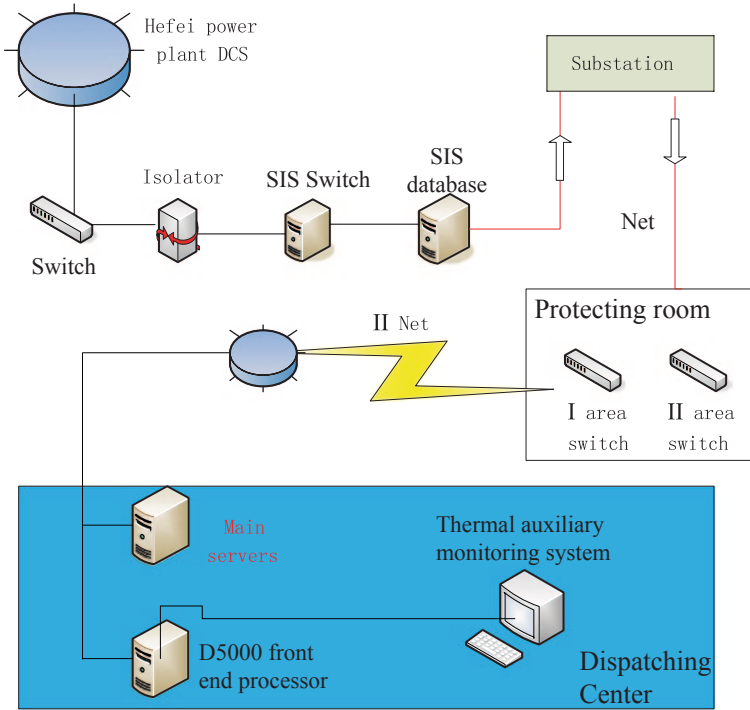 Hefei power
plant DCS
Substation
Isolator
SIS Switch
SIS
database
Switch
Net
Protecting room
II Net
I area
switch
II area
switch
Main
servers
Thermal auxiliary
monitoring system
D5000 front
end processor
Dispatching
Center